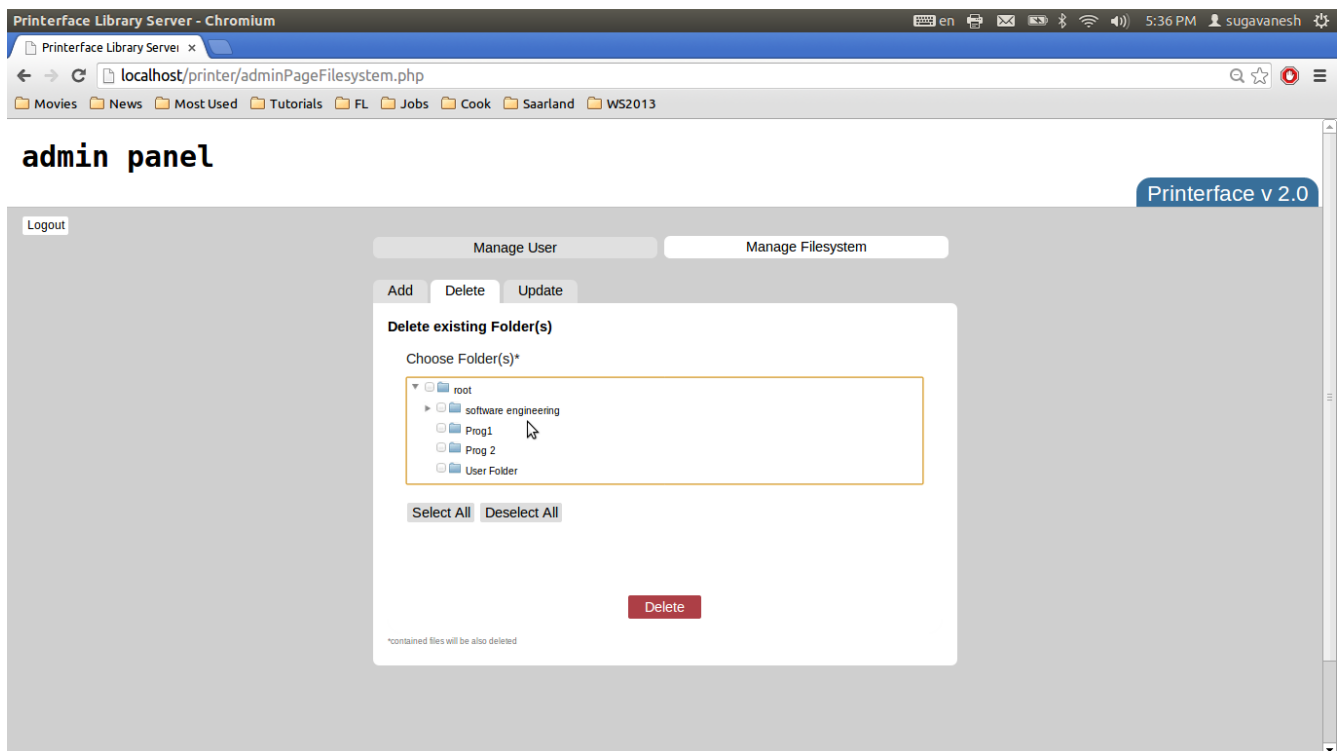 Printerface Library Server - Chromium
en
5:36 PM
sugavanesh
Printerface Library Server
localhost/printer/adminPageFilesystem.php
Movies News Most Used Tutorials FL Jobs Cook Saarland WS2013
admin panel
Printerface v 2.0
Logout
Manage User Manage Filesystem
Add Delete Update
Delete existing Folder(s)
Choose Folder(s)*
root
software engineering
Prog1
Prog 2
User Folder
Select All Deselect All
Delete
*contained files will be also deleted